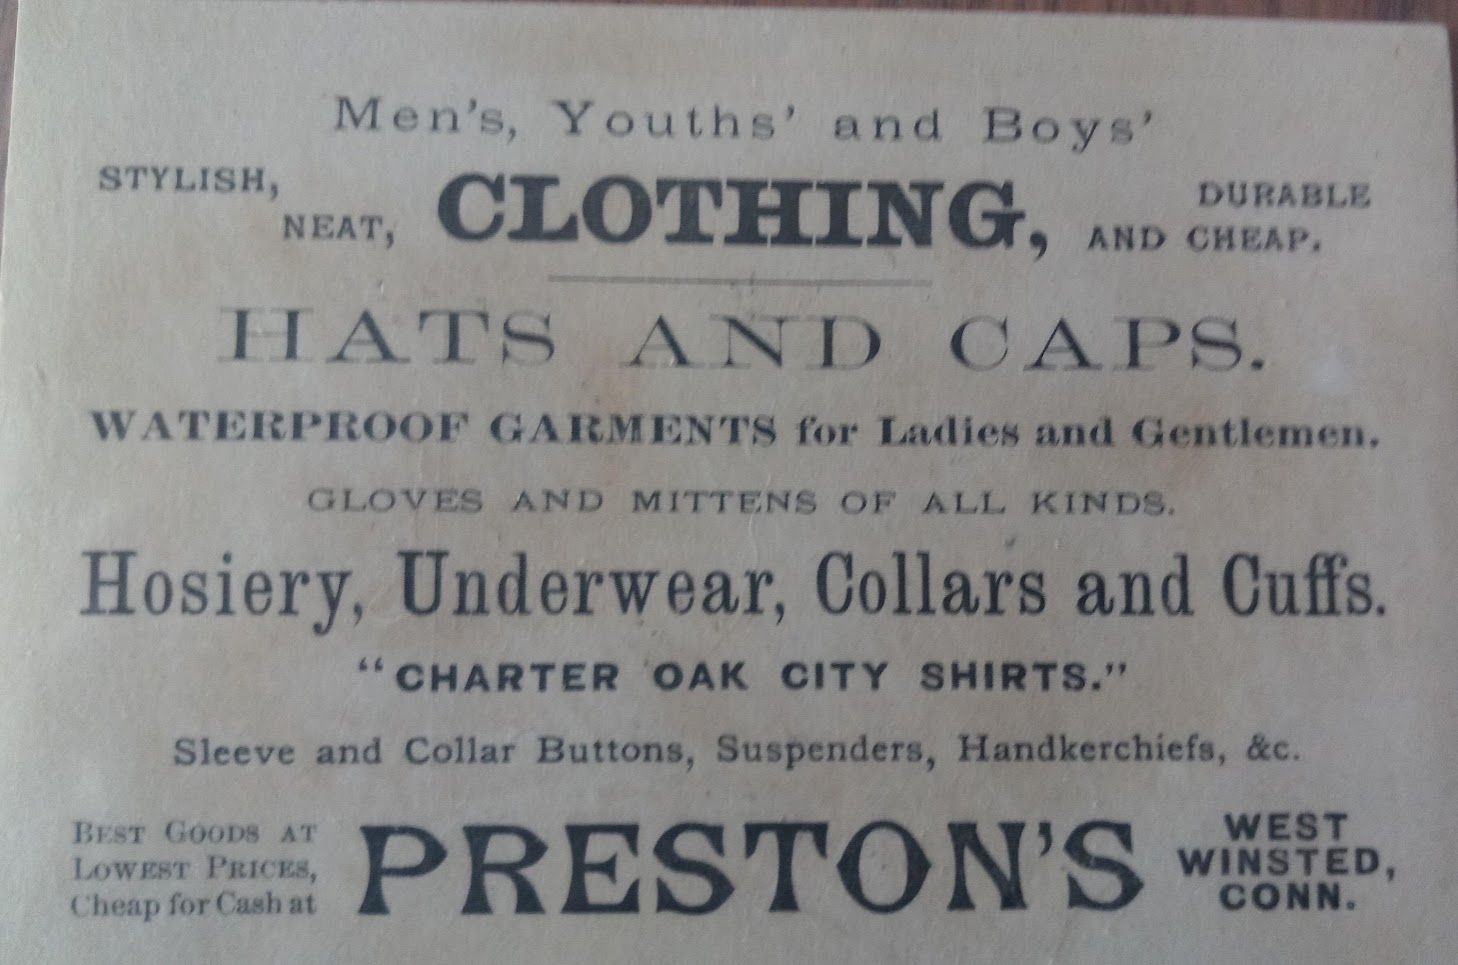 Men's, Youths' and Boys'
STYLISH,
NEAT,
CLOTHING,
DURABLE
AND CHEAP.
HATS AND CAPS.
WATERPROOF GARMENTS for Ladies and Gentlemen.
GLOVES AND MITTENS OF ALL KINDS.
Hosiery, Underwear, Collars and Cuffs.
"CHARTER OAK CITY SHIRTS."
Sleeve and Collar Buttons, Suspenders, Handkerchiefs, &c.
BEST GOODS AT
LOWEST PRICES,
Cheap for Cash at
PRESTON'S
WEST
WINSTED,
CONN.